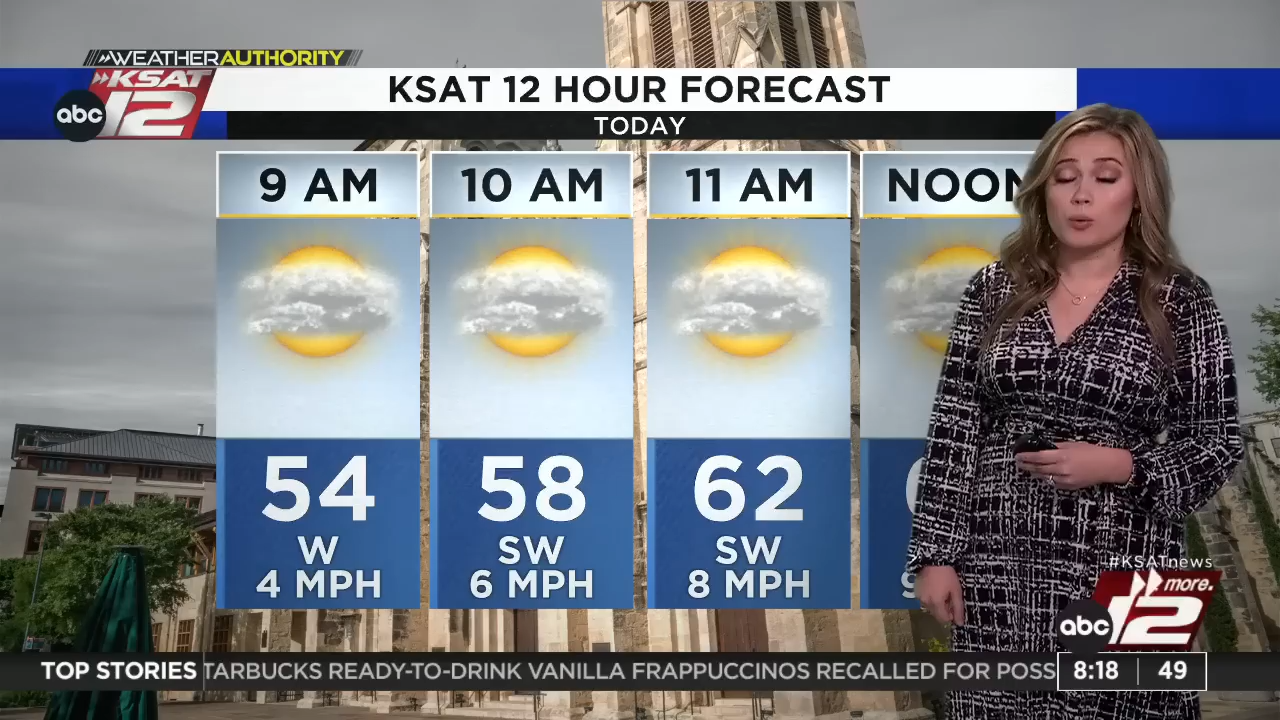 WEATHERAUTHORITY
KSAT
abc 12
KSAT 12 HOUR FORECAST
TODAY
9 AM
10 AM
11 AM
NOON
54
58
62
W
SW
SW
4 MPH
6 MPH
8 MPH
#KSATnews
more.
abc 12
TOP STORIES
TARBUCKS READY-TO-DRINK VANILLA FRAPPUCCINOS RECALLED FOR POSS
8:18
49